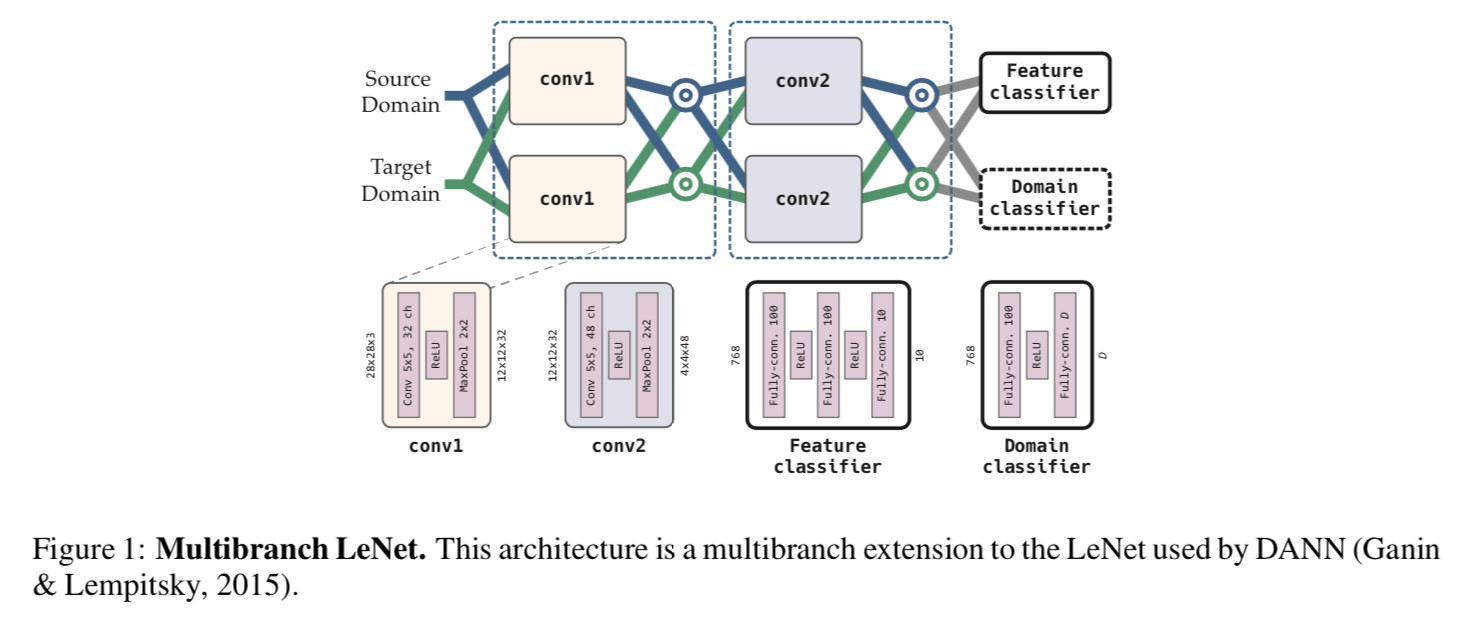 Source
Domain
Target
Domain
conv1
conv1
conv2
conv2
Feature
classifier
Domain
classifier
28x28x3
Conv 5x5, 32 ch
ReLU
MaxPool 2x2
12x12x32
conv1
12x12x32
Conv 5x5, 48 ch
ReLU
MaxPool 2x2
4x4x48
conv2
768
Fully-conn. 100
ReLU
Fully-conn. 100
ReLU
Fully-conn. 10
10
Feature
classifier
768
Fully-conn. 100
ReLU
Fully-conn. D
D
Domain
classifier
Figure 1: Multibranch LeNet. This architecture is a multibranch extension to the LeNet used by DANN (Ganin
& Lempitsky, 2015).